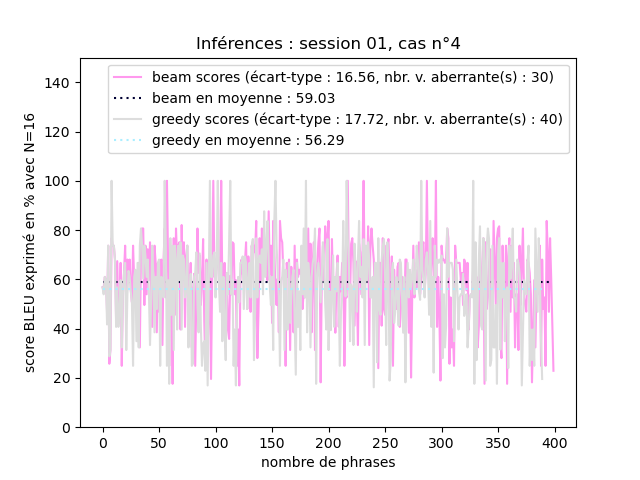 Inférences : session 01, cas n°4
beam scores (écart-type : 16.56, nbr. v. aberrante(s) : 30)
beam en moyenne : 59.03
greedy scores (écart-type : 17.72, nbr. v. aberrante(s) : 40)
greedy en moyenne : 56.29
score BLEU exprimé en % avec N=16
140
120
100
80
60
40
20
0
0 50 100 150 200 250 300 350 400
nombre de phrases